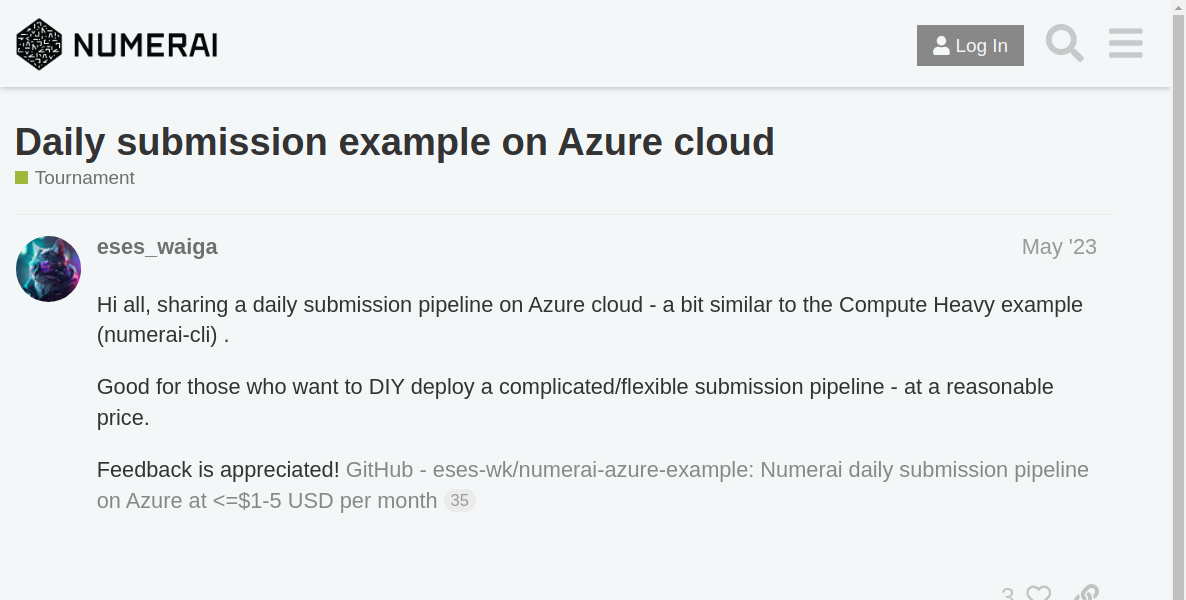 NUMERAI
Log In
Daily submission example on Azure cloud
Tournament
eses_waiga
May '23
Hi all, sharing a daily submission pipeline on Azure cloud - a bit similar to the Compute Heavy example
(numerai-cli) .
Good for those who want to DIY deploy a complicated/flexible submission pipeline - at a reasonable
price.
Feedback is appreciated! GitHub - eses-wk/numerai-azure-example: Numerai daily submission pipeline
on Azure at <=$1-5 USD per month 35
3